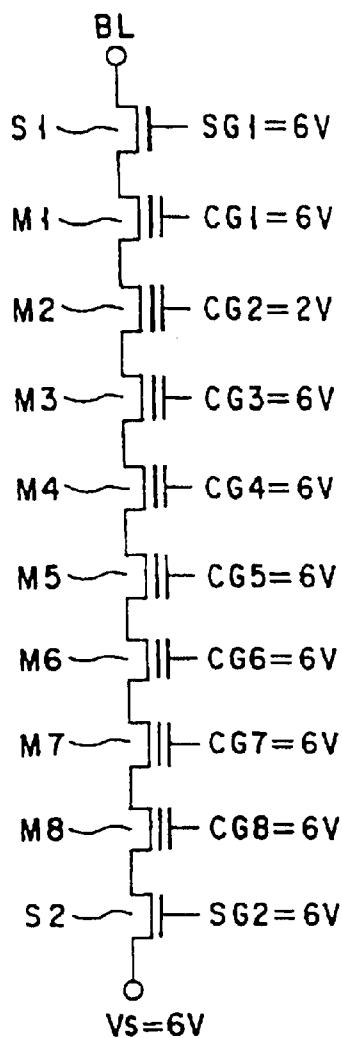 BL
S1 SG1=6V
M1 CG1=6V
M2 CG2=2V
M3 CG3=6V
M4 CG4=6V
M5 CG5=6V
M6 CG6=6V
M7 CG7=6V
M8 CG8=6V
S2 SG2=6V
VS=6V